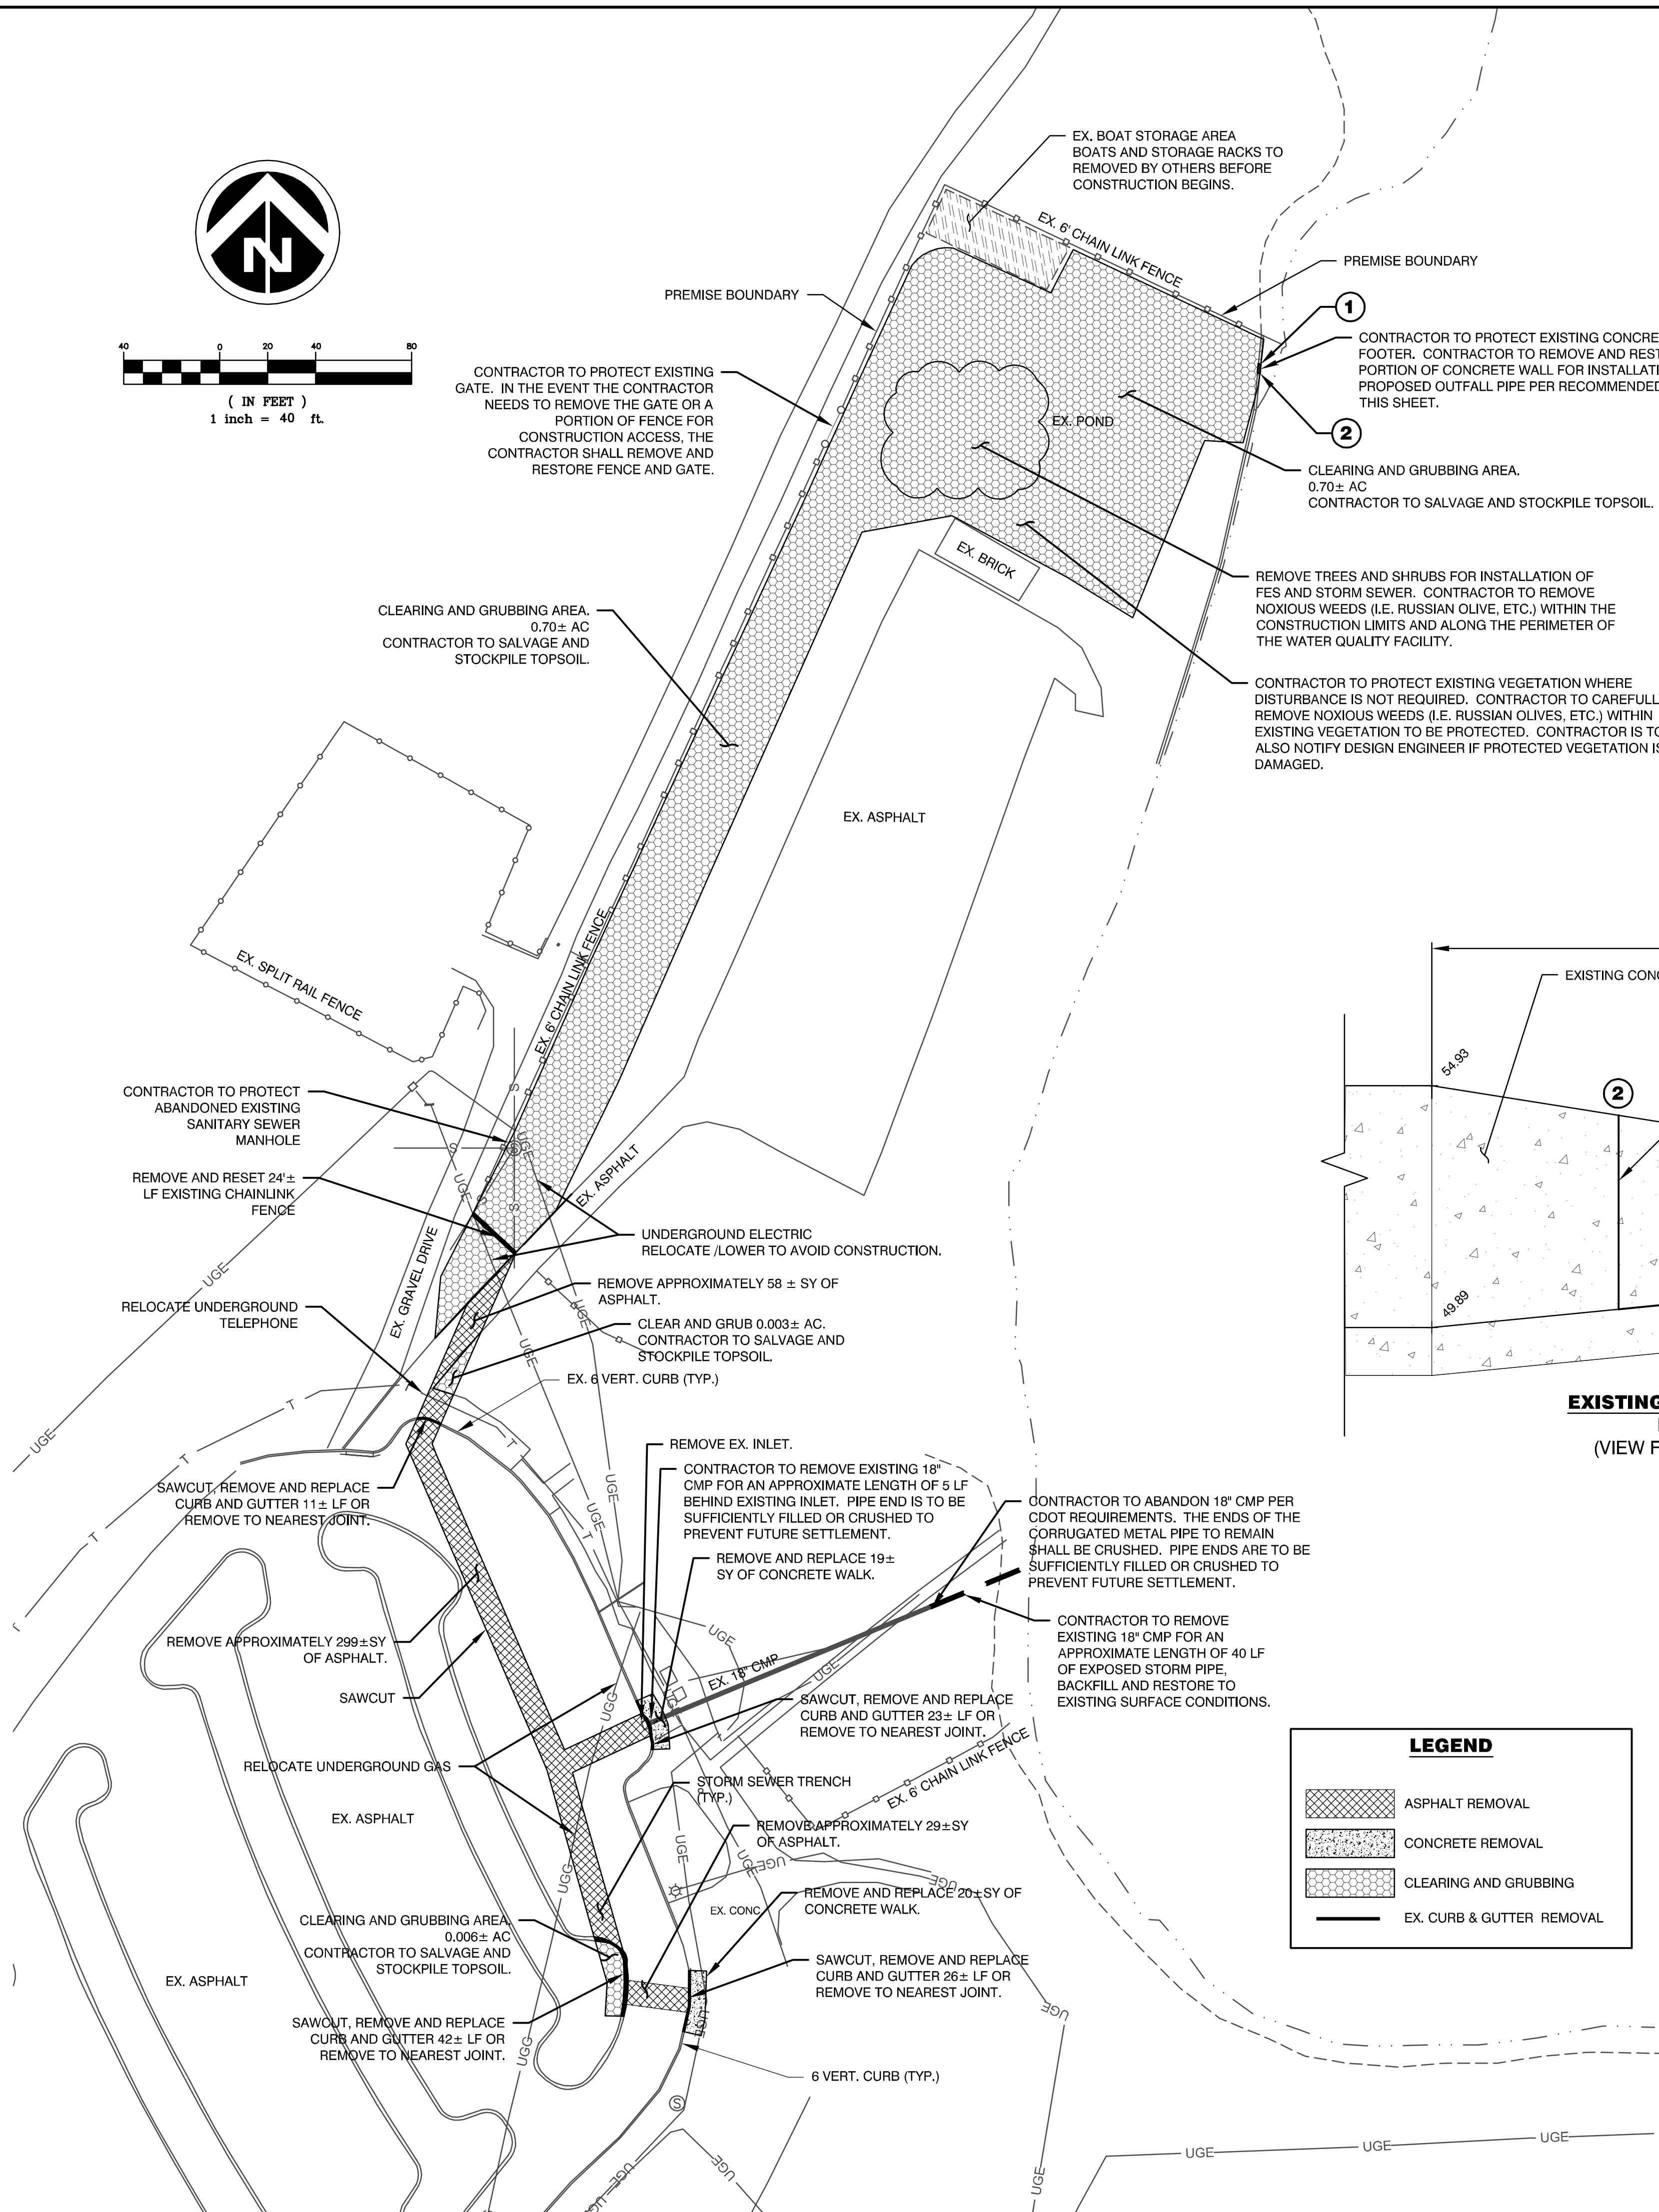 EX. BOAT STORAGE AREA
BOATS AND STORAGE RACKS TO
REMOVED BY OTHERS BEFORE
CONSTRUCTION BEGINS.
N
EX. 6' CHAIN LINK FENCE
PREMISE BOUNDARY
PREMISE BOUNDARY
1
40 0 20 40 80
( IN FEET )
1 inch = 40 ft.
CONTRACTOR TO PROTECT EXISTING CONCRE
FOOTER. CONTRACTOR TO REMOVE AND REST
PORTION OF CONCRETE WALL FOR INSTALLATI
PROPOSED OUTFALL PIPE PER RECOMMENDED
THIS SHEET.
CONTRACTOR TO PROTECT EXISTING
GATE. IN THE EVENT THE CONTRACTOR
NEEDS TO REMOVE THE GATE OR A
PORTION OF FENCE FOR
CONSTRUCTION ACCESS, THE
CONTRACTOR SHALL REMOVE AND
RESTORE FENCE AND GATE.
EX. POND
2
CLEARING AND GRUBBING AREA.
0.70± AC
CONTRACTOR TO SALVAGE AND STOCKPILE TOPSOIL.
EX. BRICK
REMOVE TREES AND SHRUBS FOR INSTALLATION OF
FES AND STORM SEWER. CONTRACTOR TO REMOVE
NOXIOUS WEEDS (I.E. RUSSIAN OLIVE, ETC.) WITHIN THE
CONSTRUCTION LIMITS AND ALONG THE PERIMETER OF
THE WATER QUALITY FACILITY.
CLEARING AND GRUBBING AREA.
0.70± AC
CONTRACTOR TO SALVAGE AND
STOCKPILE TOPSOIL.
CONTRACTOR TO PROTECT EXISTING VEGETATION WHERE
DISTURBANCE IS NOT REQUIRED. CONTRACTOR TO CAREFULL
REMOVE NOXIOUS WEEDS (I.E. RUSSIAN OLIVES, ETC.) WITHIN
EXISTING VEGETATION TO BE PROTECTED. CONTRACTOR IS TO
ALSO NOTIFY DESIGN ENGINEER IF PROTECTED VEGETATION IS
DAMAGED.
EX. ASPHALT
EX. SPLIT RAIL FENCE
EX. 6' CHAIN LINK FENCE
EXISTING CONC
54.93
2
49.89
EXISTING
(VIEW F
CONTRACTOR TO PROTECT
ABANDONED EXISTING
SANITARY SEWER
MANHOLE
S
S
UGE
S
S
UGE
REMOVE AND RESET 24'±
LF EXISTING CHAINLINK
FENCE
EX. ASPHALT
UNDERGROUND ELECTRIC
RELOCATE /LOWER TO AVOID CONSTRUCTION.
EX. GRAVEL DRIVE
UGE
REMOVE APPROXIMATELY 58 ± SY OF
ASPHALT.
RELOCATE UNDERGROUND
TELEPHONE
UGE
CLEAR AND GRUB 0.003± AC.
CONTRACTOR TO SALVAGE AND
STOCKPILE TOPSOIL.
UGE
EX. 6 VERT. CURB (TYP.)
T
T
T
UGE
T
REMOVE EX. INLET.
CONTRACTOR TO REMOVE EXISTING 18"
CMP FOR AN APPROXIMATE LENGTH OF 5 LF
BEHIND EXISTING INLET. PIPE END IS TO BE
SUFFICIENTLY FILLED OR CRUSHED TO
PREVENT FUTURE SETTLEMENT.
UGE
UGE
T
SAWCUT, REMOVE AND REPLACE
CURB AND GUTTER 11± LF OR
REMOVE TO NEAREST JOINT.
T
T
CONTRACTOR TO ABANDON 18" CMP PER
CDOT REQUIREMENTS. THE ENDS OF THE
CORRUGATED METAL PIPE TO REMAIN
SHALL BE CRUSHED. PIPE ENDS ARE TO BE
SUFFICIENTLY FILLED OR CRUSHED TO
PREVENT FUTURE SETTLEMENT.
REMOVE AND REPLACE 19±
SY OF CONCRETE WALK.
CONTRACTOR TO REMOVE
EXISTING 18" CMP FOR AN
APPROXIMATE LENGTH OF 40 LF
OF EXPOSED STORM PIPE,
BACKFILL AND RESTORE TO
EXISTING SURFACE CONDITIONS.
UGE
REMOVE APPROXIMATELY 299±SY
OF ASPHALT.
EX. 18" CMP
UGE
SAWCUT
UGG
SAWCUT, REMOVE AND REPLACE
CURB AND GUTTER 23± LF OR
REMOVE TO NEAREST JOINT.
RELOCATE UNDERGROUND GAS
EX. 6' CHAIN LINK FENCE
STORM SEWER TRENCH
(TYP.)
EX. ASPHALT
REMOVE APPROXIMATELY 29±SY
OF ASPHALT.
UGE
UGE
UGE
UGG
UGE
REMOVE AND REPLACE 20±SY OF
CONCRETE WALK.
EX. CONC
CLEARING AND GRUBBING AREA.
0.006± AC
CONTRACTOR TO SALVAGE AND
STOCKPILE TOPSOIL.
SAWCUT, REMOVE AND REPLACE
CURB AND GUTTER 26± LF OR
REMOVE TO NEAREST JOINT.
EX. ASPHALT
UGE
UGE
SAWCUT, REMOVE AND REPLACE
CURB AND GUTTER 42± LF OR
REMOVE TO NEAREST JOINT.
UGG
6 VERT. CURB (TYP.)
S
UGE
UGE
UGE
UGE
UGE
UGE
UGE
LEGEND
ASPHALT REMOVAL
CONCRETE REMOVAL
CLEARING AND GRUBBING
EX. CURB & GUTTER REMOVAL